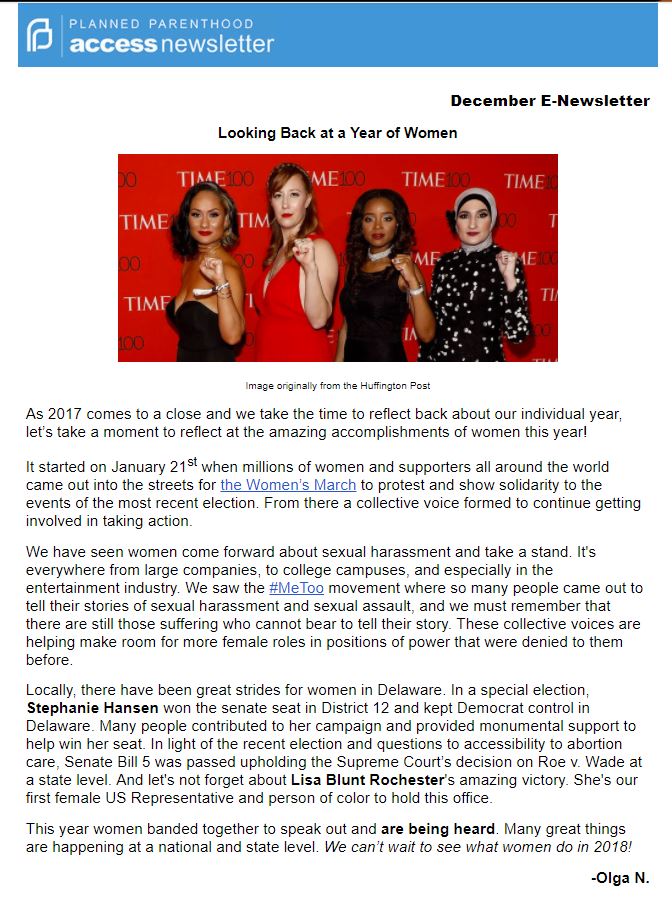 PLANNED PARENTHOOD
access newsletter
December E-Newsletter
Looking Back at a Year of Women
00 TIME100 ME100 TIME100 TIME1
TIME TIM 00 T
00 ME ME100
TIME IM TI
100 00
Image originally from the Huffington Post
As 2017 comes to a close and we take the time to reflect back about our individual year,
let's take a moment to reflect at the amazing accomplishments of women this year!
It started on January 21st when millions of women and supporters all around the world
came out into the streets for the Women's March to protest and show solidarity to the
events of the most recent election. From there a collective voice formed to continue getting
involved in taking action.
We have seen women come forward about sexual harassment and take a stand. It's
everywhere from large companies, to college campuses, and especially in the
entertainment industry. We saw the #MeToo movement where so many people came out to
tell their stories of sexual harassment and sexual assault, and we must remember that
there are still those suffering who cannot bear to tell their story. These collective voices are
helping make room for more female roles in positions of power that were denied to them
before.
Locally, there have been great strides for women in Delaware. In a special election,
Stephanie Hansen won the senate seat in District 12 and kept Democrat control in
Delaware. Many people contributed to her campaign and provided monumental support to
help win her seat. In light of the recent election and questions to accessibility to abortion
care, Senate Bill 5 was passed upholding the Supreme Court's decision on Roe v. Wade at
a state level. And let's not forget about Lisa Blunt Rochester's amazing victory. She's our
first female US Representative and person of color to hold this office.
This year women banded together to speak out and are being heard. Many great things
are happening at a national and state level. We can't wait to see what women do in 2018!
-Olga N.